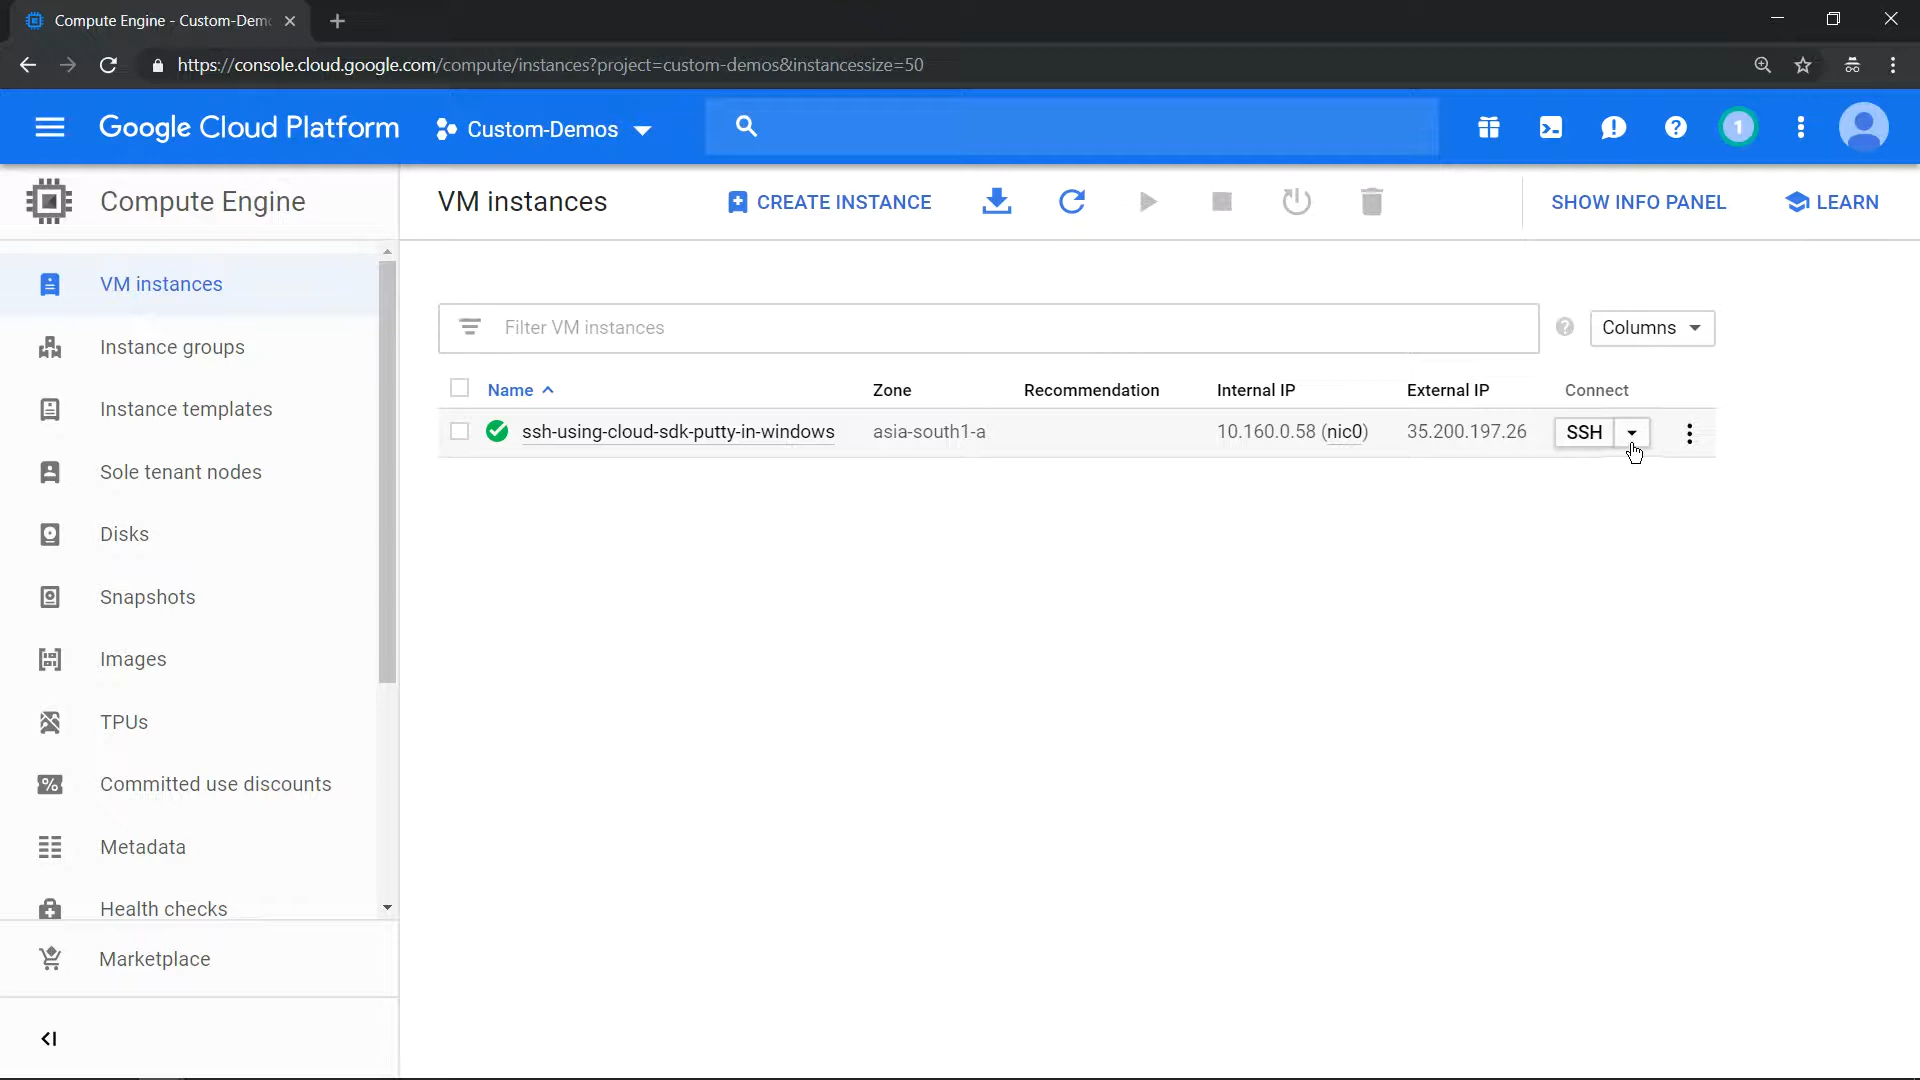 Compute Engine - Custom-Dem
https://console.cloud.google.com/compute/instances?project=custom-demos&instancessize=50
Google Cloud Platform
Custom-Demos
1
Compute Engine
VM instances
CREATE INSTANCE
SHOW INFO PANEL
LEARN
VM instances
Instance groups
Instance templates
Sole tenant nodes
Disks
Snapshots
Images
TPUs
Committed use discounts
Metadata
Health checks
Marketplace
Filter VM instances
Columns
Name Zone Recommendation Internal IP External IP Connect
ssh-using-cloud-sdk-putty-in-windows asia-south1-a 10.160.0.58 (nic0) 35.200.197.26 SSH